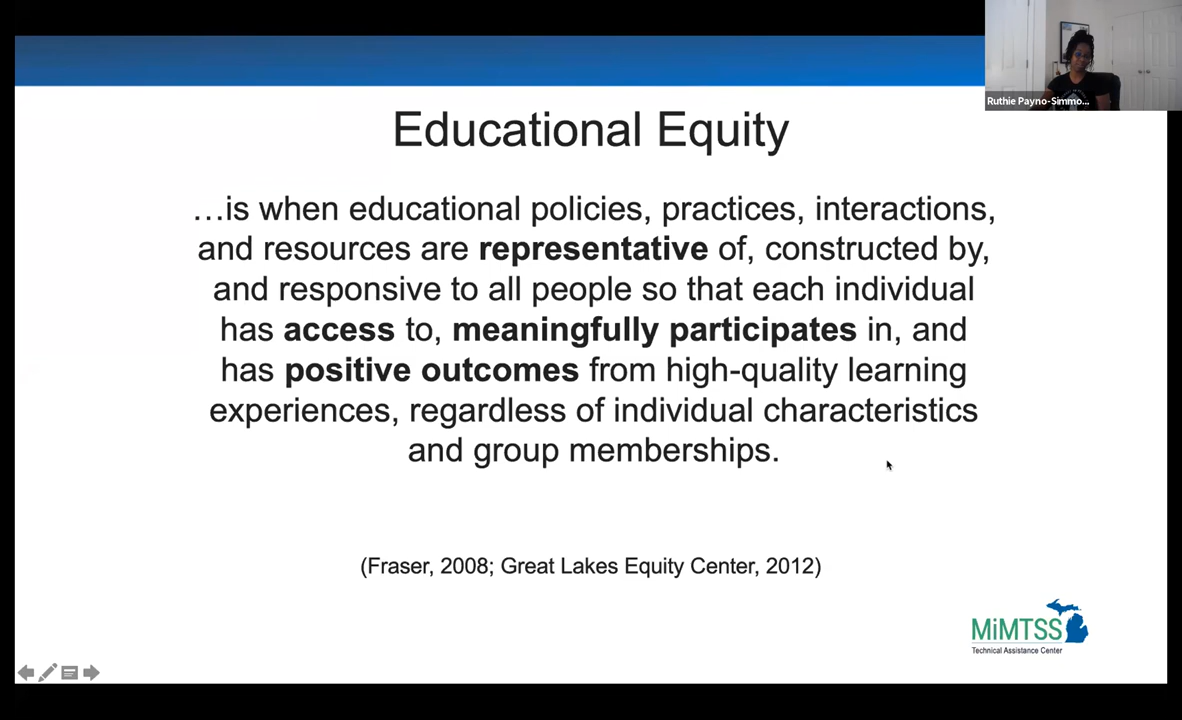 Ruthie Payno-Simmo...
Educational Equity
…is when educational policies, practices, interactions,
and resources are representative of, constructed by,
and responsive to all people so that each individual
has access to, meaningfully participates in, and
has positive outcomes from high-quality learning
experiences, regardless of individual characteristics
and group memberships.
(Fraser, 2008; Great Lakes Equity Center, 2012)
MiMTSS
Technical Assistance Center